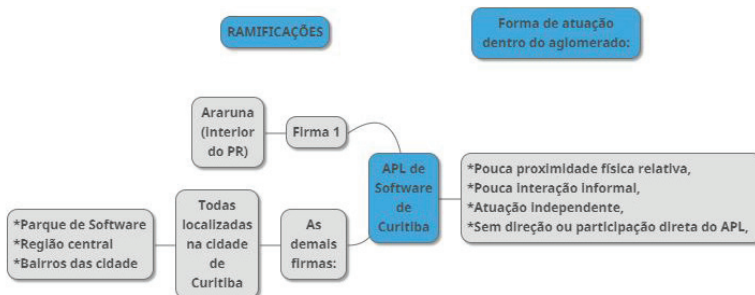 RAMIFICAÇÕES
Forma de atuação
dentro do aglomerado:
Araruna
(interior
do PR)
Firma 1
APL de
Software
de
Curitiba
*Pouca proximidade física relativa,
*Pouca interação informal,
*Atuação independente,
*Sem direção ou participação direta do APL,
*Parque de Software
*Região central
*Bairros das cidade
Todas
localizadas
na cidade
de
Curitiba
As
demais
firmas: